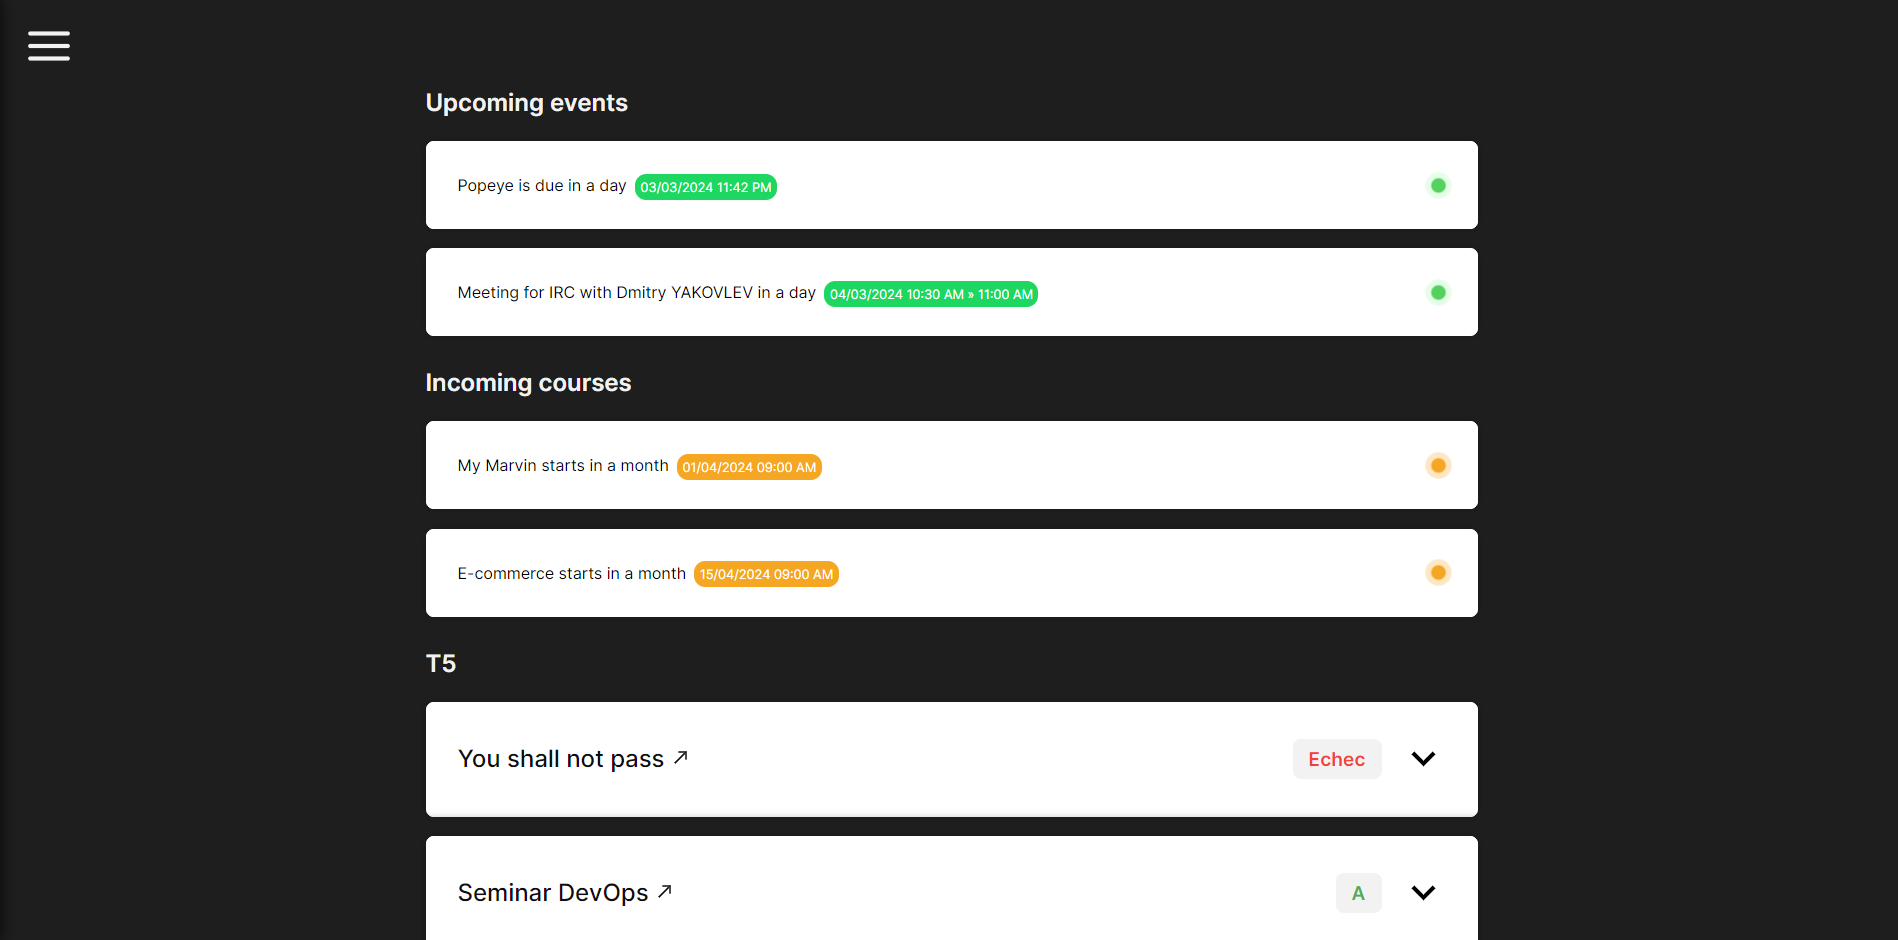 Upcoming events
Popeye is due in a day 03/03/2024 11:42 PM
Meeting for IRC with Dmitry YAKOVLEV in a day 04/03/2024 10:30 AM » 11:00 AM
Incoming courses
My Marvin starts in a month 01/04/2024 09:00 AM
E-commerce starts in a month 15/04/2024 09:00 AM
T5
You shall not pass ↗ Echec
Seminar DevOps ↗ A